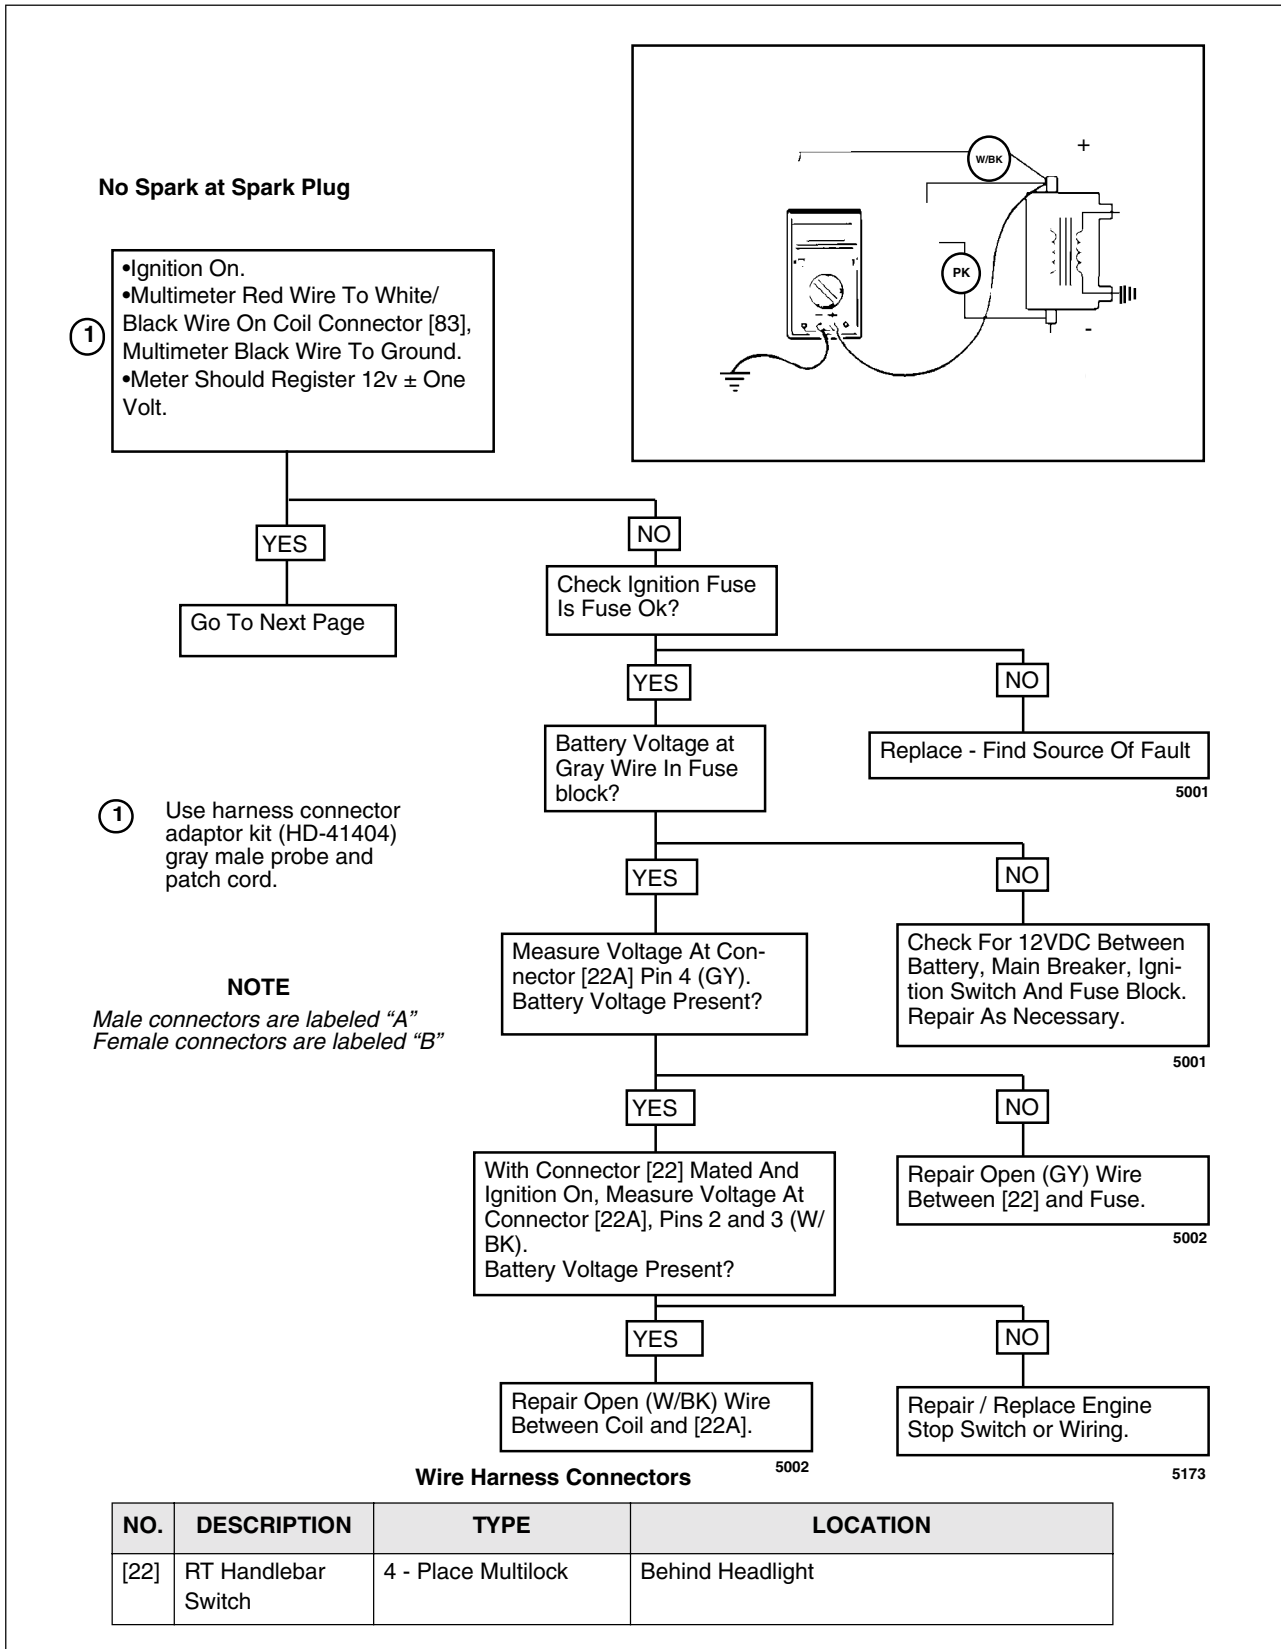 No Spark at Spark Plug
W/BK
+
PK
-
1
•Ignition On.
•Multimeter Red Wire To White/
Black Wire On Coil Connector [83],
Multimeter Black Wire To Ground.
•Meter Should Register 12v ± One
Volt.
YES
NO
Go To Next Page
Check Ignition Fuse
Is Fuse Ok?
YES
NO
Battery Voltage at
Gray Wire In Fuse
block?
Replace - Find Source Of Fault
5001
1
Use harness connector
adaptor kit (HD-41404)
gray male probe and
patch cord.
YES
NO
Measure Voltage At Con-
nector [22A] Pin 4 (GY).
Battery Voltage Present?
Check For 12VDC Between
Battery, Main Breaker, Igni-
tion Switch And Fuse Block.
Repair As Necessary.
5001
NOTE
Male connectors are labeled “A”
Female connectors are labeled “B”
YES
NO
With Connector [22] Mated And
Ignition On, Measure Voltage At
Connector [22A], Pins 2 and 3 (W/
BK).
Battery Voltage Present?
Repair Open (GY) Wire
Between [22] and Fuse.
5002
YES
NO
Repair Open (W/BK) Wire
Between Coil and [22A].
5002
Repair / Replace Engine
Stop Switch or Wiring.
5173
Wire Harness Connectors
NO. DESCRIPTION TYPE LOCATION
[22] RT Handlebar 4 - Place Multilock Behind Headlight
Switch